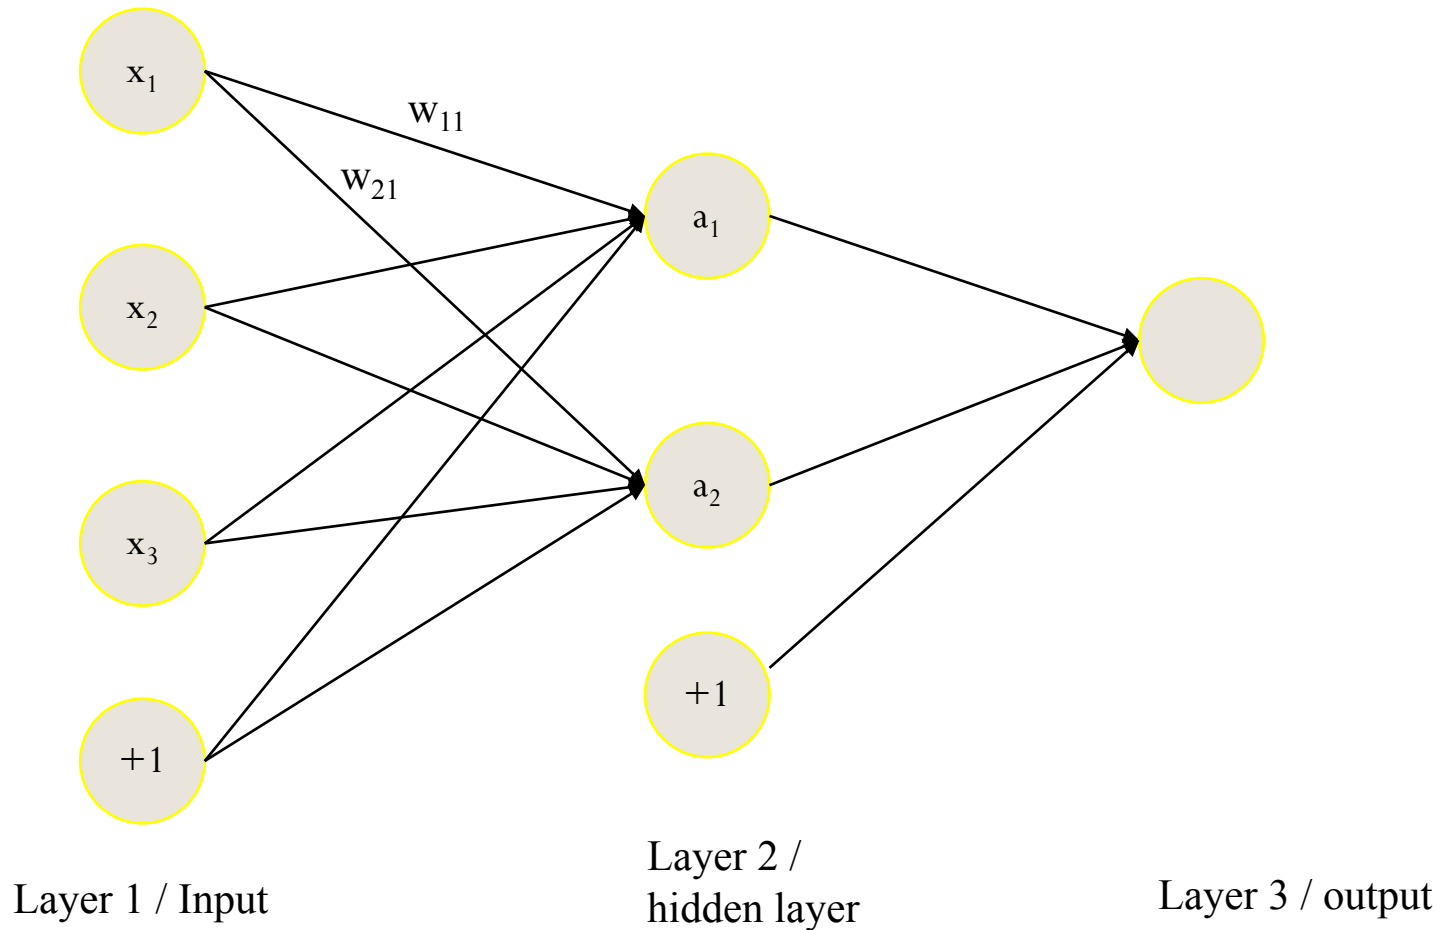 x₁
w₁₁
w₂₁
a₁
x₂
a₂
x₃
+1
+1
Layer 1 / Input
Layer 2 /
hidden layer
Layer 3 / output